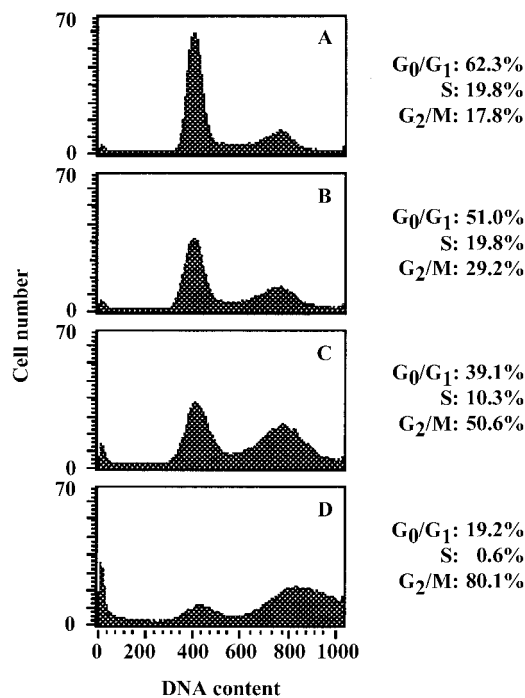 70
A
0
G0/G1: 62.3%
S: 19.8%
G2/M: 17.8%
70
B
0
G0/G1: 51.0%
S: 19.8%
G2/M: 29.2%
70
C
0
G0/G1: 39.1%
S: 10.3%
G2/M: 50.6%
70
D
0
G0/G1: 19.2%
S: 0.6%
G2/M: 80.1%
0 200 400 600 800 1000
DNA content
Cell number